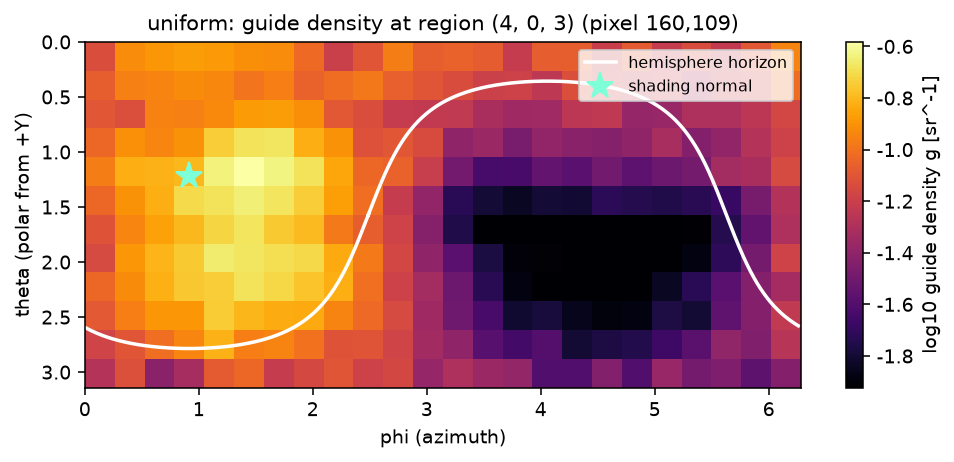 uniform: guide density at region (4, 0, 3) (pixel 160,109)
hemisphere horizon
shading normal
theta (polar from +Y)
0.0
0.5
1.0
1.5
2.0
2.5
3.0
0 1 2 3 4 5 6
phi (azimuth)
-0.6
-0.8
-1.0
-1.2
-1.4
-1.6
-1.8
log10 guide density g [sr^-1]